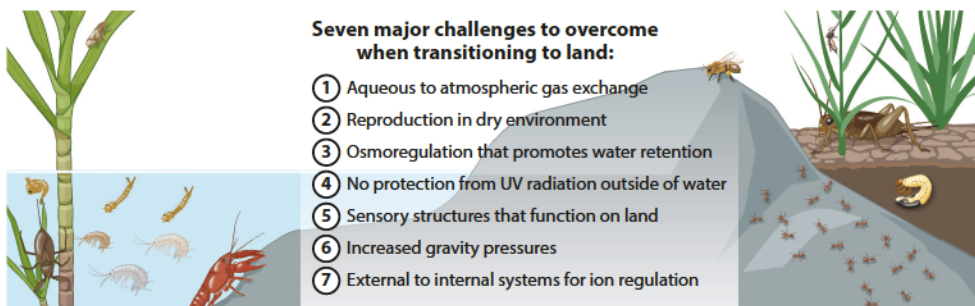 Seven major challenges to overcome
when transitioning to land:
1 Aqueous to atmospheric gas exchange
2 Reproduction in dry environment
3 Osmoregulation that promotes water retention
4 No protection from UV radiation outside of water
5 Sensory structures that function on land
6 Increased gravity pressures
7 External to internal systems for ion regulation